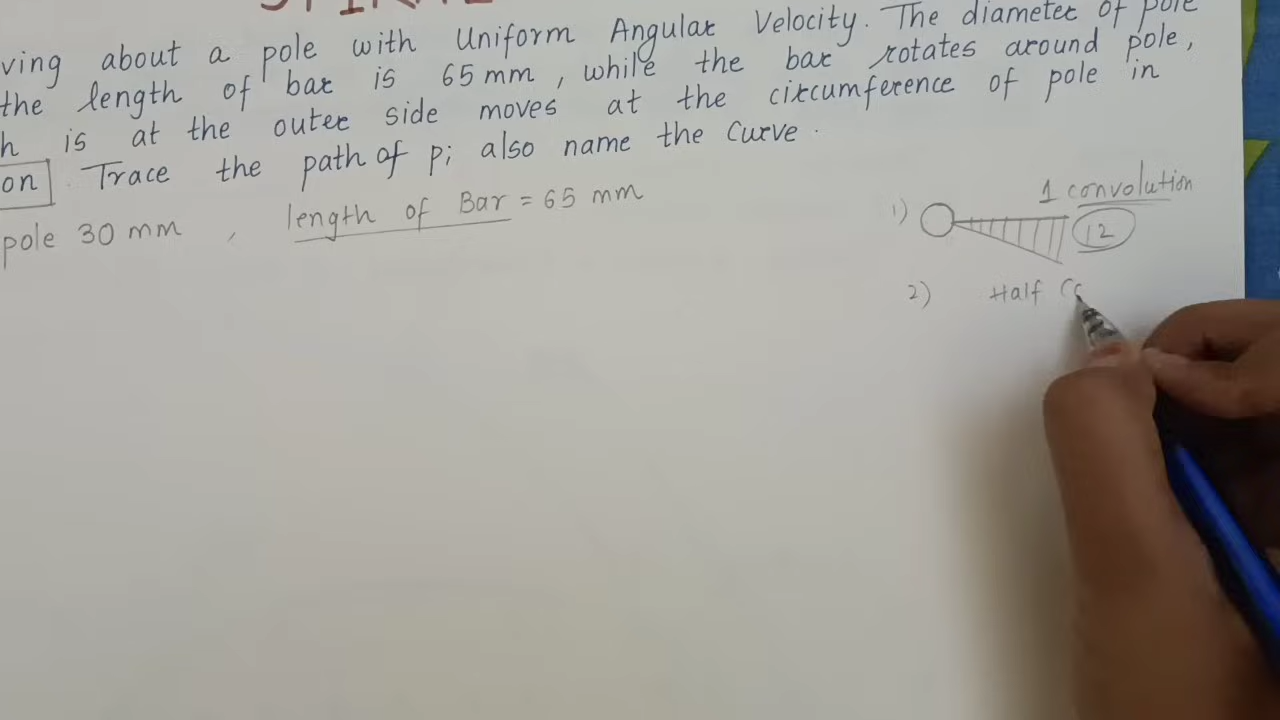 ving about a pole with Uniform Angular Velocity. The diameter of pole
the length of bar is 65 mm, while the bar rotates around pole,
h is at the outer side moves at the circumference of pole in
on Trace the path of p; also name the curve.
pole 30 mm, length of Bar = 65 mm
1 convolution
1) 12
2) Half